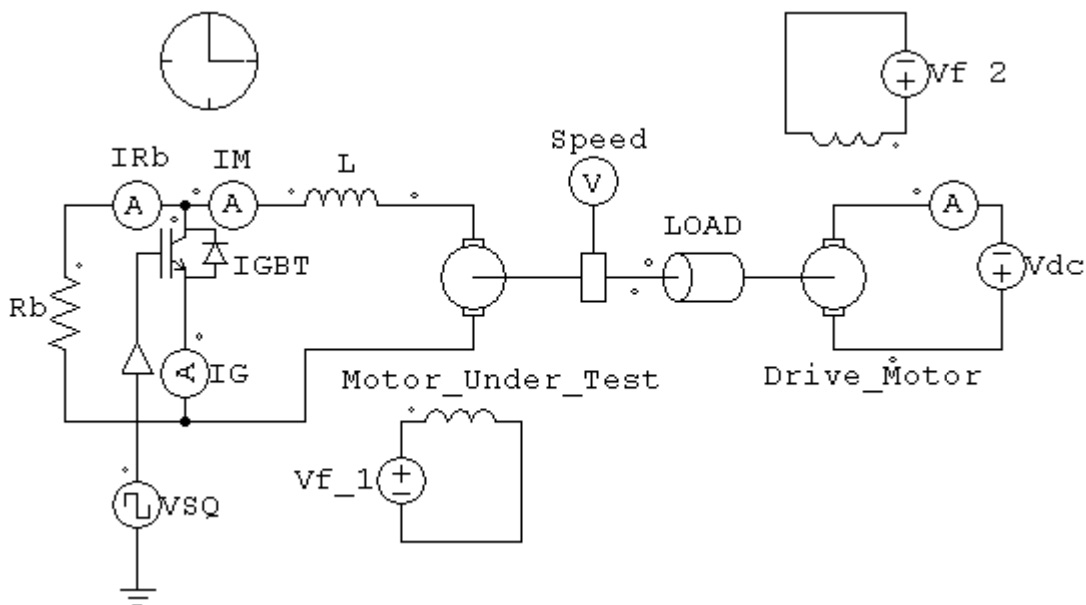 Vf 2
Speed
V
IRb
IM
L
A
A
A
LOAD
IGBT
Vdc
Rb
A
IG
Motor_Under_Test
Drive_Motor
Vf_1
VSQ